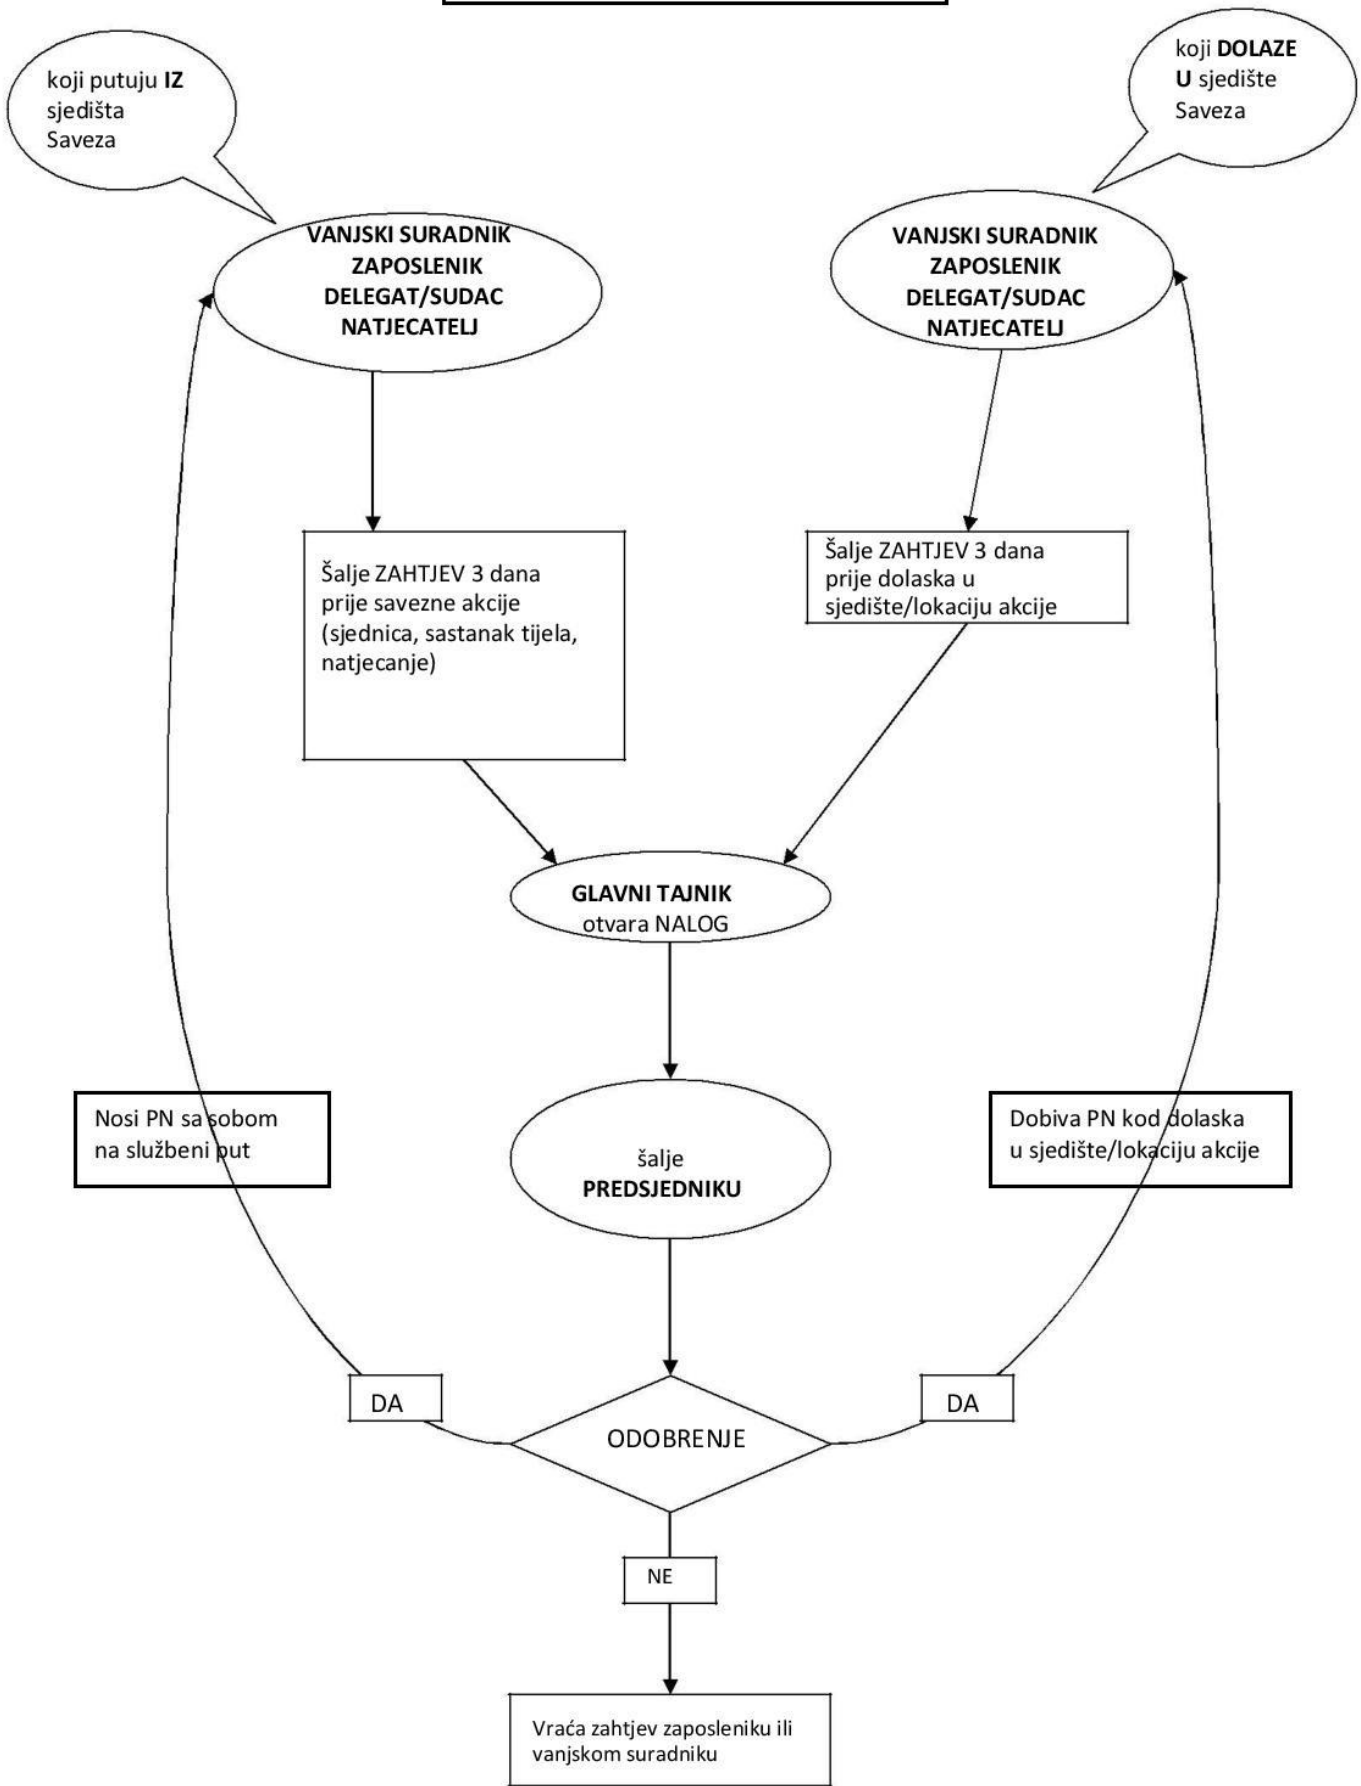 koji putuju IZ
sjedišta
Saveza
koji DOLAZE
U sjedište
Saveza
VANJSKI SURADNIK
ZAPOSLENIK
DELEGAT/SUDAC
NATJECATELJ
VANJSKI SURADNIK
ZAPOSLENIK
DELEGAT/SUDAC
NATJECATELJ
Šalje ZAHTJEV 3 dana
prije savezne akcije
(sjednica, sastanak tijela,
natjecanje)
Šalje ZAHTJEV 3 dana
prije dolaska u
sjedište/lokaciju akcije
GLAVNI TAJNIK
otvara NALOG
šalje
PREDSJEDNIKU
Nosi PN sa sobom
na službeni put
Dobiva PN kod dolaska
u sjedište/lokaciju akcije
DA
ODOBRENJE
DA
NE
Vraća zahtjev zaposleniku ili
vanjskom suradniku